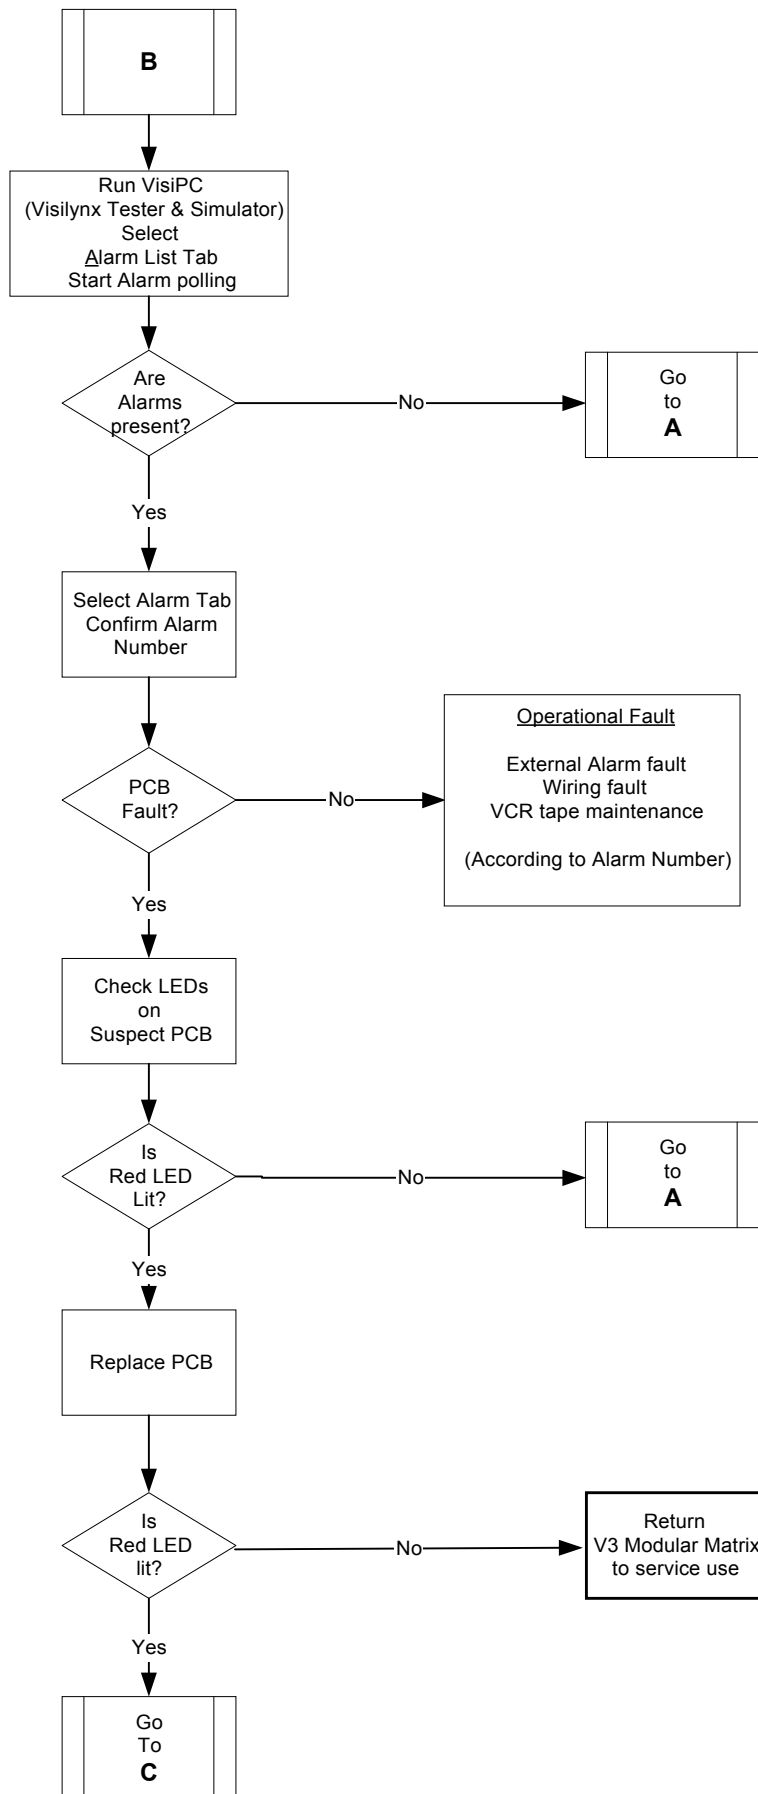 B
Run VisiPC
(Visilynx Tester & Simulator)
Select
Alarm List Tab
Start Alarm polling
Are
Alarms
present?
No
Go
to
A
Yes
Select Alarm Tab
Confirm Alarm
Number
PCB
Fault?
No
Operational Fault
External Alarm fault
Wiring fault
VCR tape maintenance
(According to Alarm Number)
Yes
Check LEDs
on
Suspect PCB
Is
Red LED
Lit?
No
Go
to
A
Yes
Replace PCB
Is
Red LED
lit?
No
Return
V3 Modular Matrix
to service use
Yes
Go
To
C